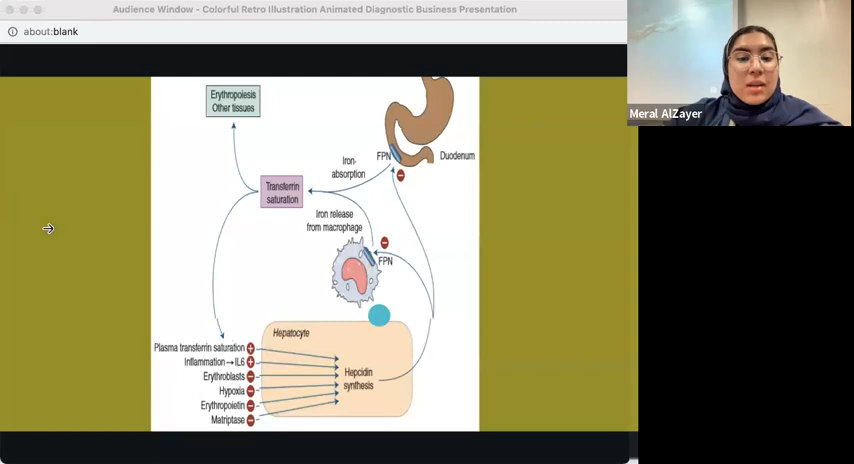 Audience Window - Colorful Retro Illustration Animated Diagnostic Business Presentation
about:blank
Meral AlZayer
Erythropoiesis
Other tissues
FPN
Duodenum
Iron-
absorption
Transferrin
saturation
Iron release
from macrophage
FPN
Hepatocyte
Plasma transferrin saturation +
Inflammation→IL6 +
Erythroblasts -
Hypoxia -
Erythropoietin -
Matriptase -
Hepcidin
synthesis